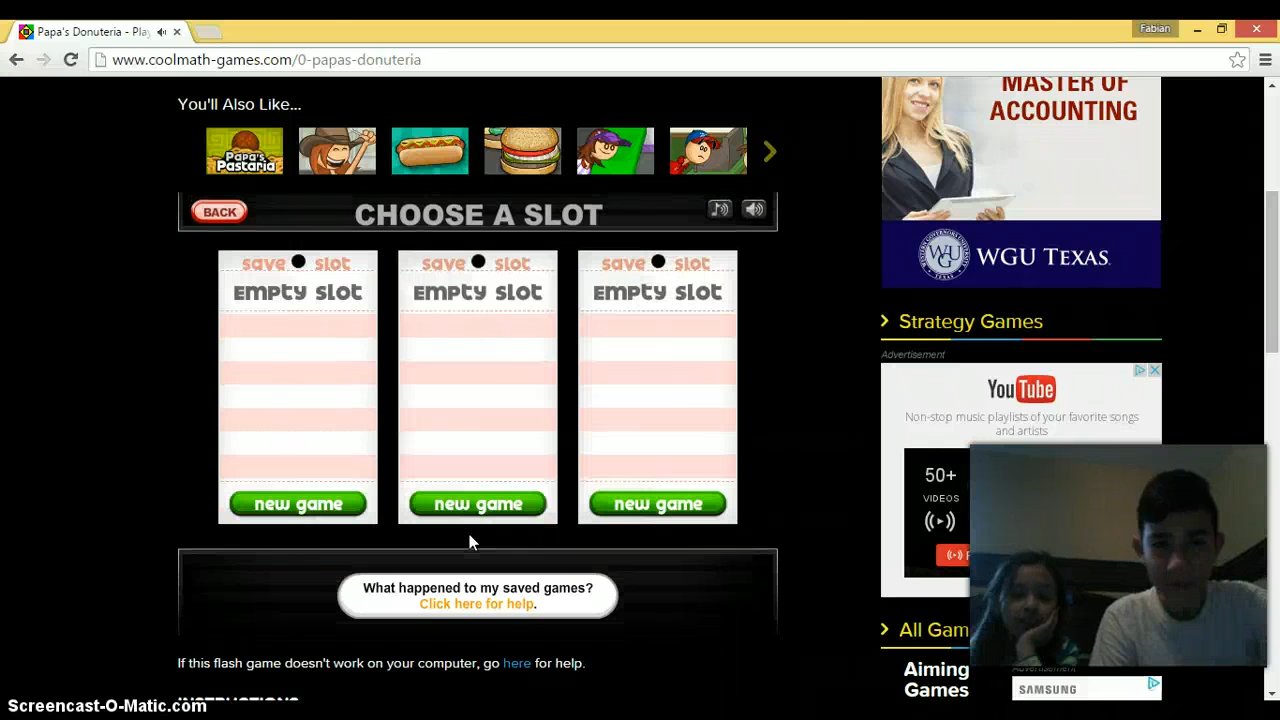 Papa's Donuteria - Play
Fabian
www.coolmath-games.com/0-papas-donuteria
You'll Also Like...
Papa's
Pastaria
BACK
CHOOSE A SLOT
save slot
EMPTY SLOT
new game
save slot
EMPTY SLOT
new game
save slot
EMPTY SLOT
new game
What happened to my saved games?
Click here for help.
If this flash game doesn't work on your computer, go here for help.
INSTRUCTIONS
MASTER OF
ACCOUNTING
WGU
WGU TEXAS.
Strategy Games
Advertisement
YouTube
Non-stop music playlists of your favorite songs
and artists
50+
VIDEOS
All Gam
Aiming
Games
Advertisement
SAMSUNG
Screencast-O-Matic.com